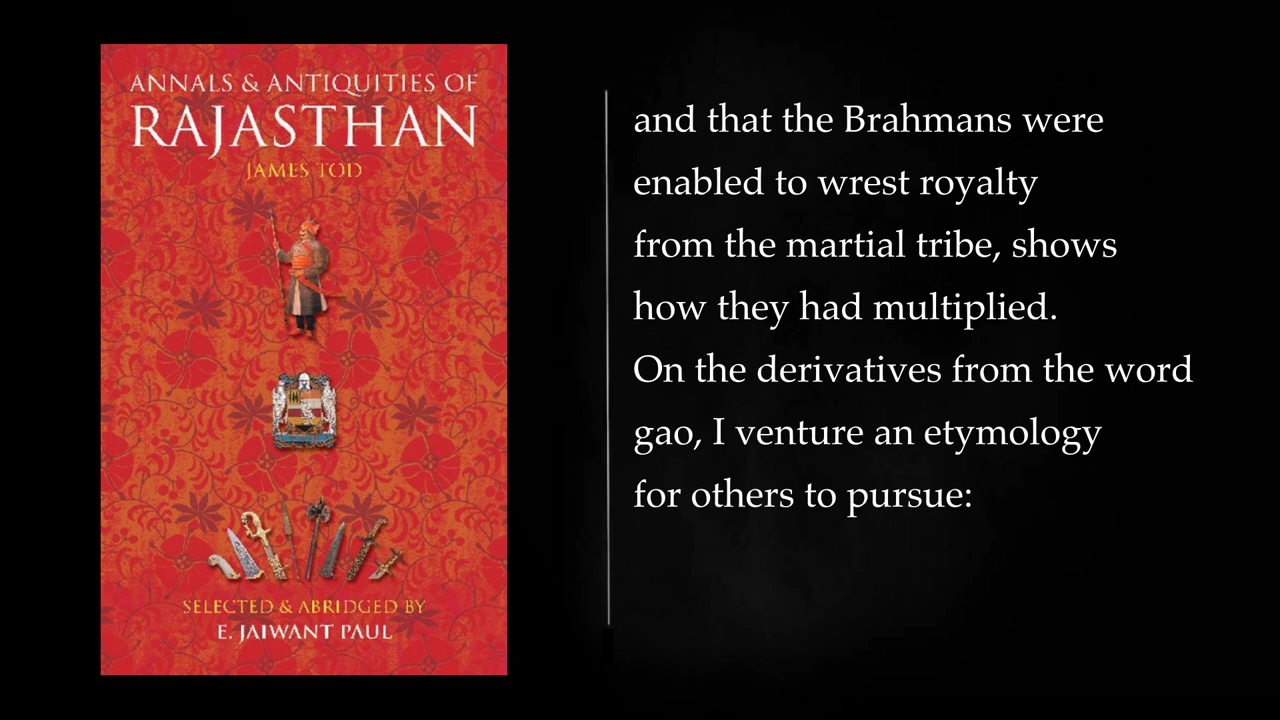 ANNALS & ANTIQUITIES OF
RAJASTHAN
JAMES TOD
SELECTED & ABRIDGED BY
E. JAIWANT PAUL
and that the Brahmans were
enabled to wrest royalty
from the martial tribe, shows
how they had multiplied.
On the derivatives from the word
gao, I venture an etymology
for others to pursue: